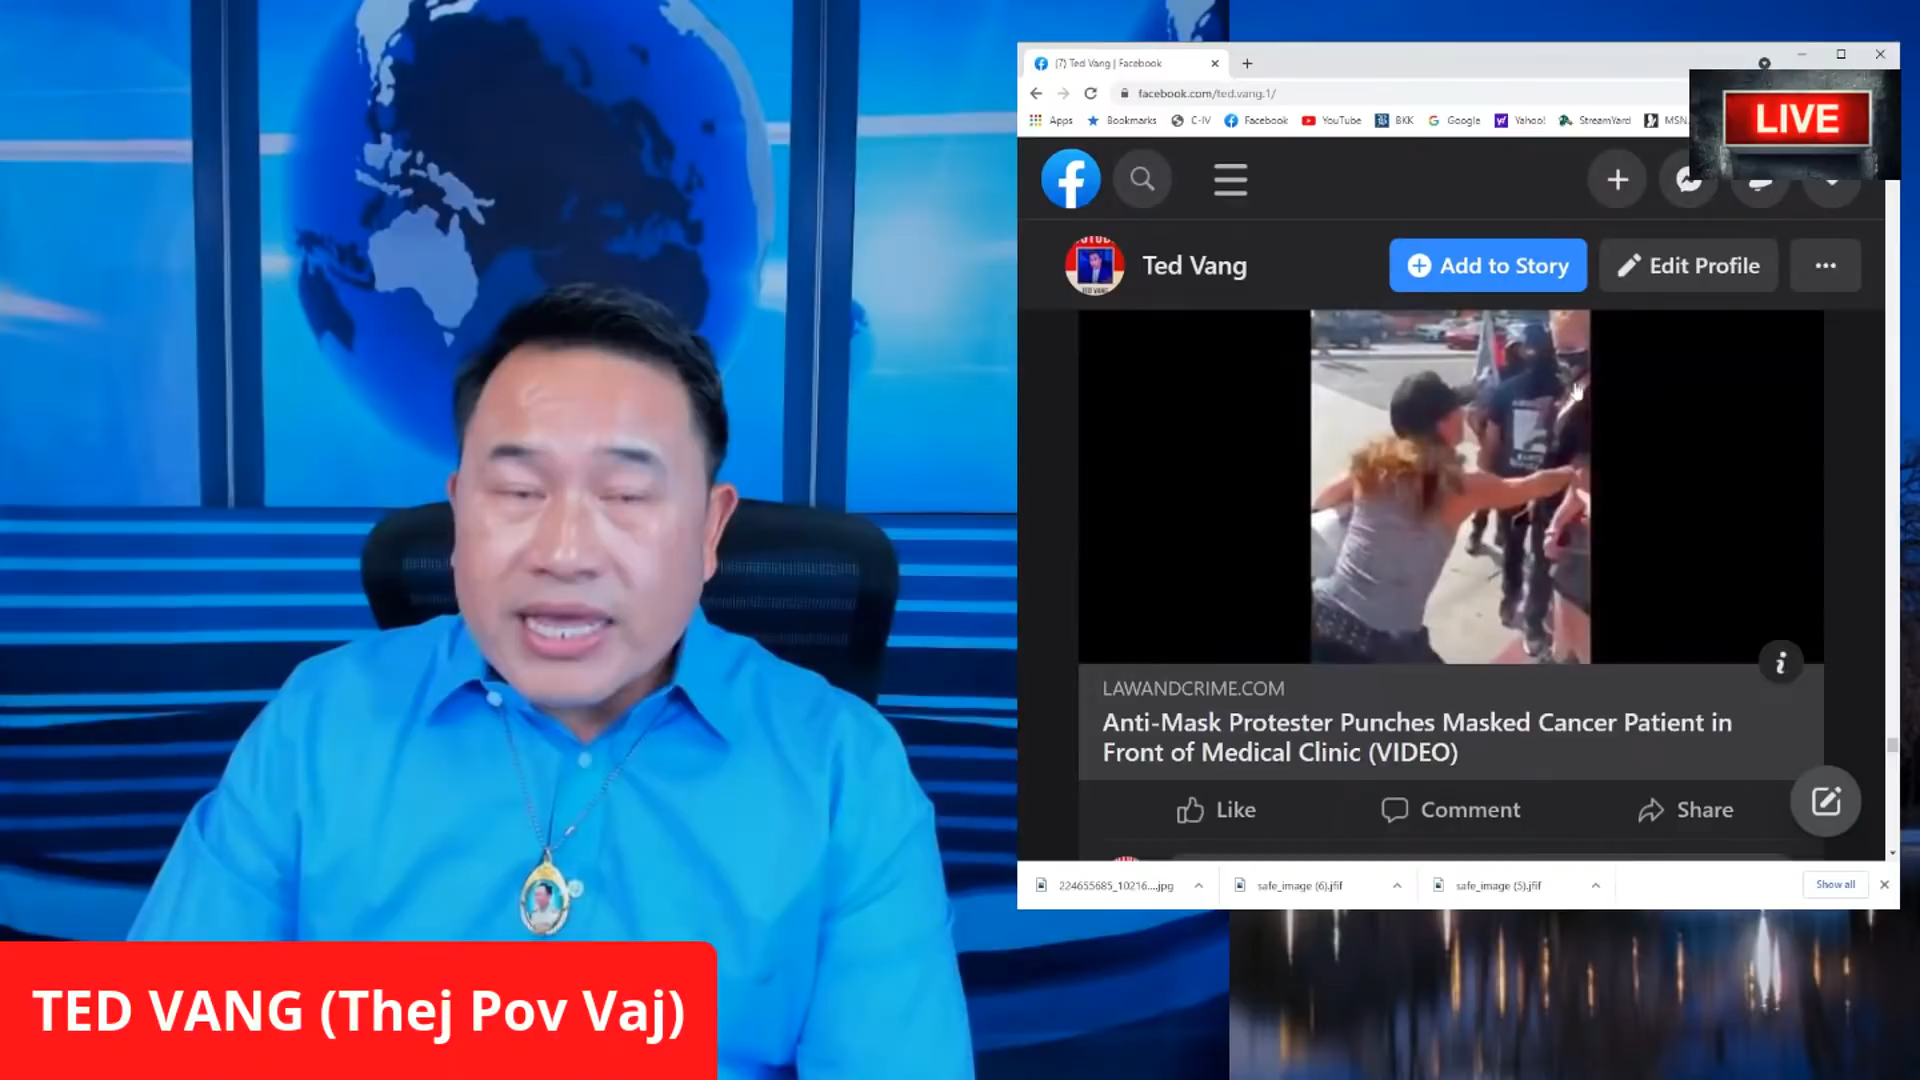 (7) Ted Vang | Facebook
facebook.com/ted.vang.1/
Apps Bookmarks C-IV Facebook YouTube BKK Google Yahoo! StreamYard MSN
LIVE
Ted Vang
Add to Story
Edit Profile
TED VANG
LAWANDCRIME.COM
Anti-Mask Protester Punches Masked Cancer Patient in
Front of Medical Clinic (VIDEO)
Like Comment Share
224655685_10216....jpg safe_image (6).jfif safe_image (5).jfif Show all
TED VANG (Thej Pov Vaj)